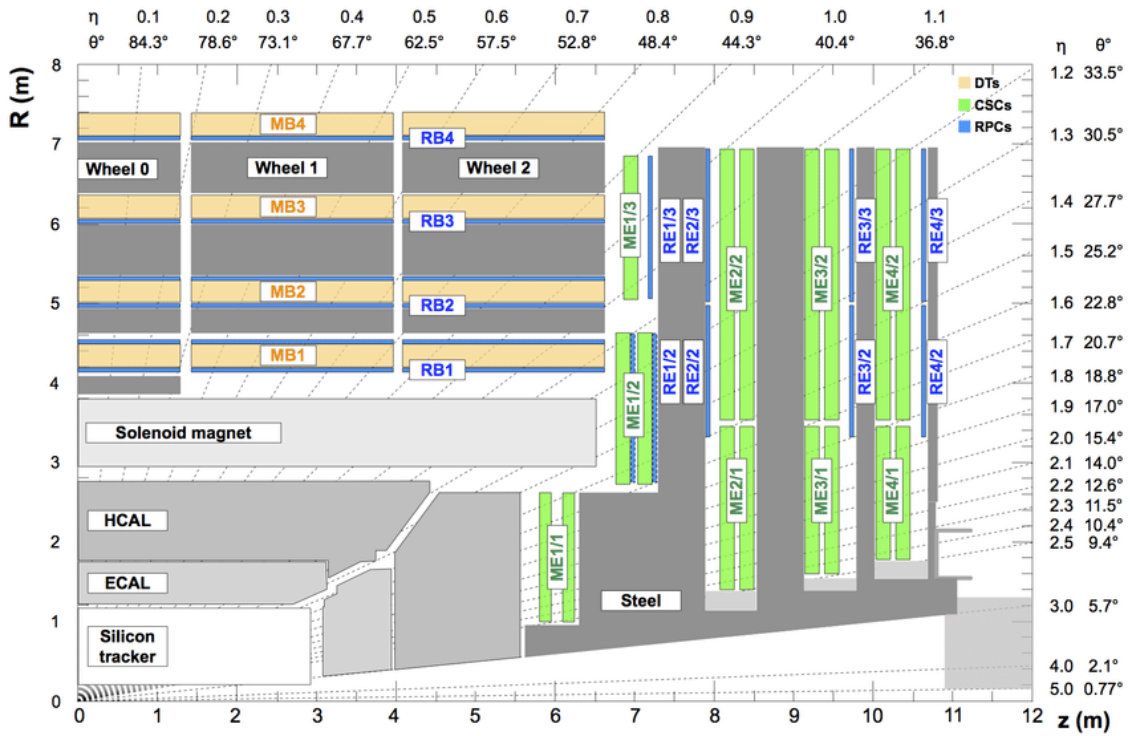 η 0.1 0.2 0.3 0.4 0.5 0.6 0.7 0.8 0.9 1.0 1.1
θ° 84.3° 78.6° 73.1° 67.7° 62.5° 57.5° 52.8° 48.4° 44.3° 40.4° 36.8° η θ°
R (m)
8
7
6
5
4
3
2
1
0
1.2 33.5°
1.3 30.5°
1.4 27.7°
1.5 25.2°
1.6 22.8°
1.7 20.7°
1.8 18.8°
1.9 17.0°
2.0 15.4°
2.1 14.0°
2.2 12.6°
2.3 11.5°
2.4 10.4°
2.5 9.4°
3.0 5.7°
4.0 2.1°
5.0 0.77°
DTs
CSCs
RPCs
MB4
RB4
Wheel 0 Wheel 1 Wheel 2
MB3
RB3
MB2
RB2
MB1
RB1
Solenoid magnet
HCAL
ECAL
Silicon
tracker
Steel
ME1/3
RE1/3
RE2/3
ME2/2
ME3/2
RE3/3
ME4/2
RE4/3
ME1/2
RE1/2
RE2/2
RE3/2
RE4/2
ME1/1
ME2/1
ME3/1
ME4/1
0 1 2 3 4 5 6 7 8 9 10 11 12
z (m)